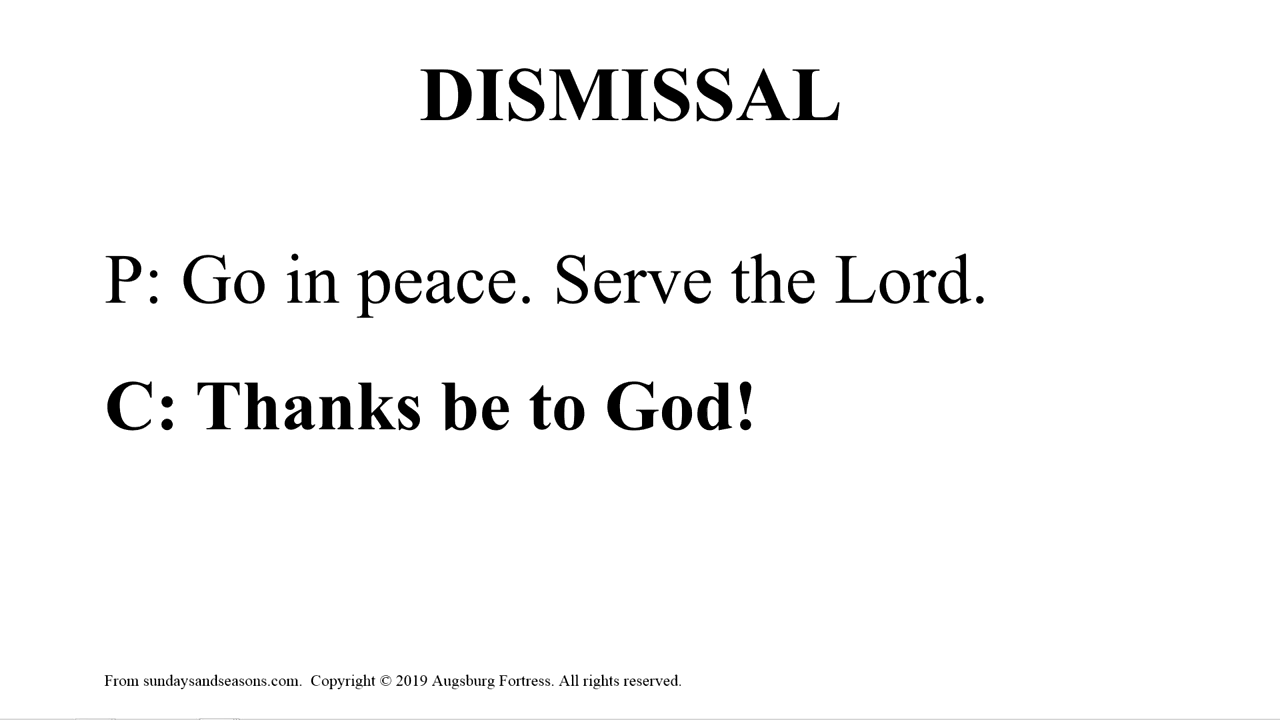 DISMISSAL
P: Go in peace. Serve the Lord.
C: Thanks be to God!
From sundaysandseasons.com.  Copyright © 2019 Augsburg Fortress. All rights reserved.